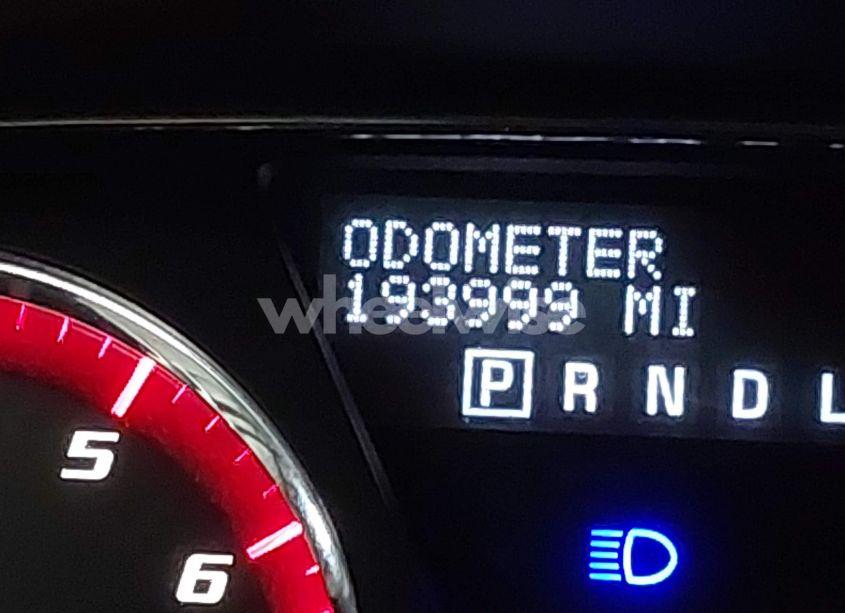 ODOMETER
193999 MI
wheelwise
P R N D L
5
6